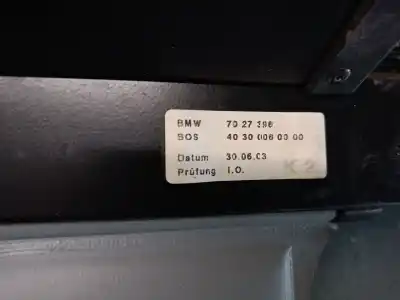 BMW 70 27 398
BOS 40 30 006 00 00
Datum 30.06.03
Prüfung I.O.